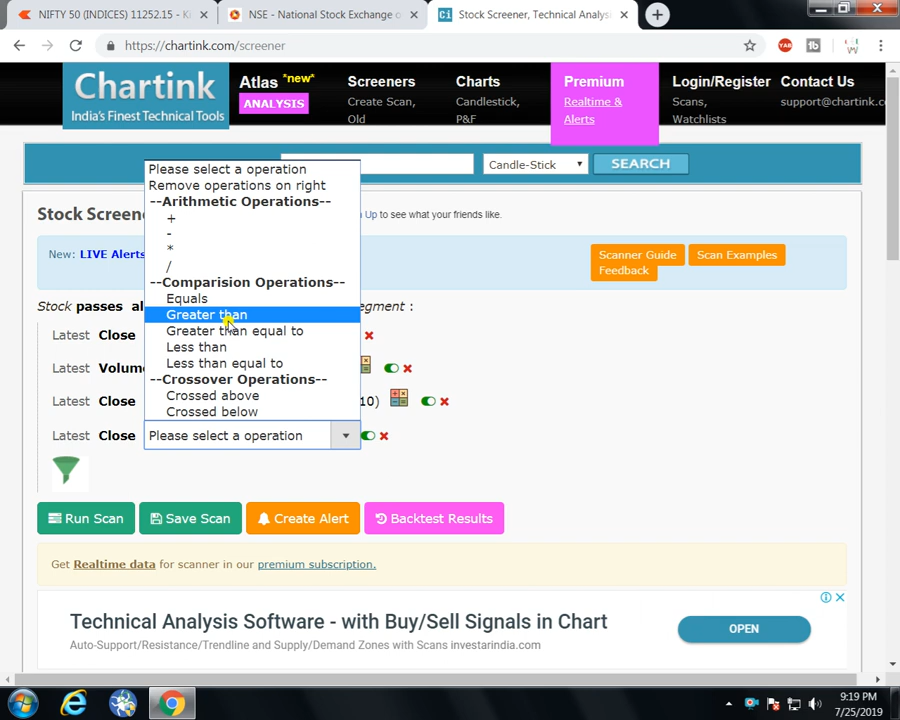 NIFTY 50 (INDICES) 11252.15 - Ki
NSE - National Stock Exchange o
Stock Screener, Technical Analysi
https://chartink.com/screener
YAB
Chartink
India's Finest Technical Tools
Atlas *new*
ANALYSIS
Screeners
Create Scan,
Old
Charts
Candlestick,
P&F
Premium
Realtime &
Alerts
Login/Register
Scans,
Watchlists
Contact Us
support@chartink.co
Candle-Stick
SEARCH
Stock Screen
Up to see what your friends like.
New: LIVE Alerts
Scanner Guide
Scan Examples
Feedback
Stock passes al
egment :
Latest Close
Latest Volum
Latest Close
10)
Latest Close
Please select a operation
Please select a operation
Remove operations on right
--Arithmetic Operations--
+
-
*
/
--Comparision Operations--
Equals
Greater than
Greater than equal to
Less than
Less than equal to
--Crossover Operations--
Crossed above
Crossed below
Run Scan
Save Scan
Create Alert
Backtest Results
Get Realtime data for scanner in our premium subscription.
Technical Analysis Software - with Buy/Sell Signals in Chart
Auto-Support/Resistance/Trendline and Supply/Demand Zones with Scans investarindia.com
OPEN
9:19 PM
7/25/2019